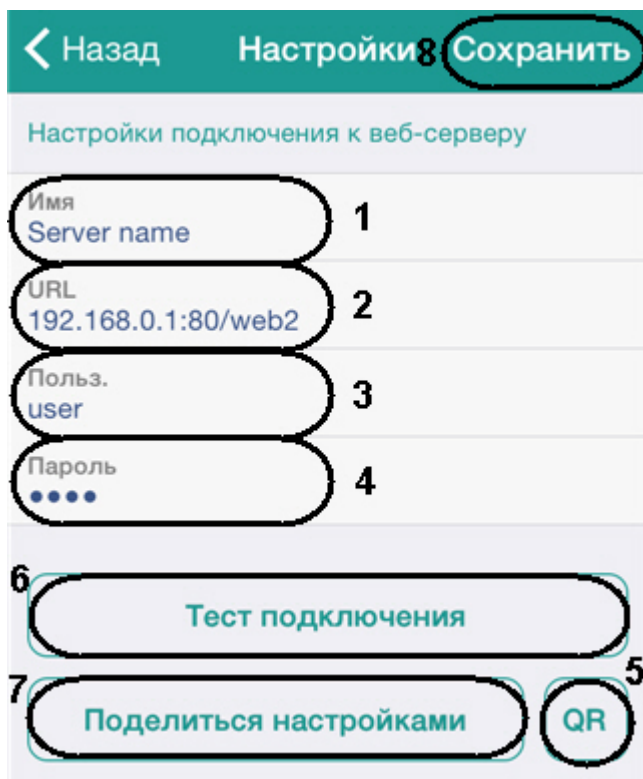 Назад Настройки 8 Сохранить
Настройки подключения к веб-серверу
Имя
Server name 1
URL
192.168.0.1:80/web2 2
Польз.
user 3
Пароль
•••• 4
6
Тест подключения
7 5
Поделиться настройками QR